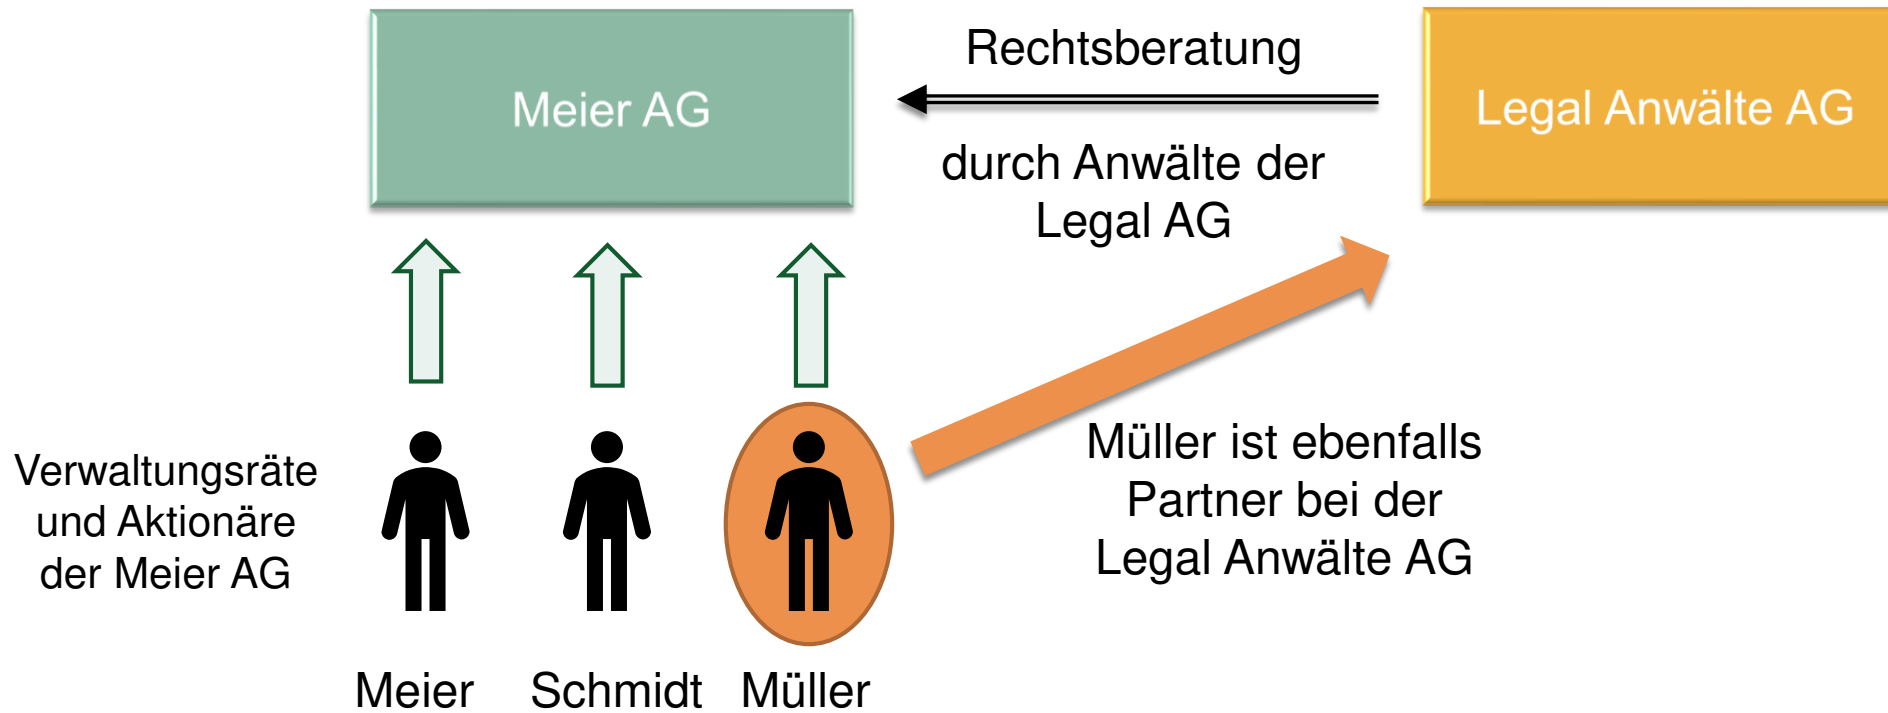 Meier AG
Rechtsberatung
durch Anwälte der
Legal AG
Legal Anwälte AG
Verwaltungsräte
und Aktionäre
der Meier AG
Müller ist ebenfalls
Partner bei der
Legal Anwälte AG
Meier
Schmidt
Müller